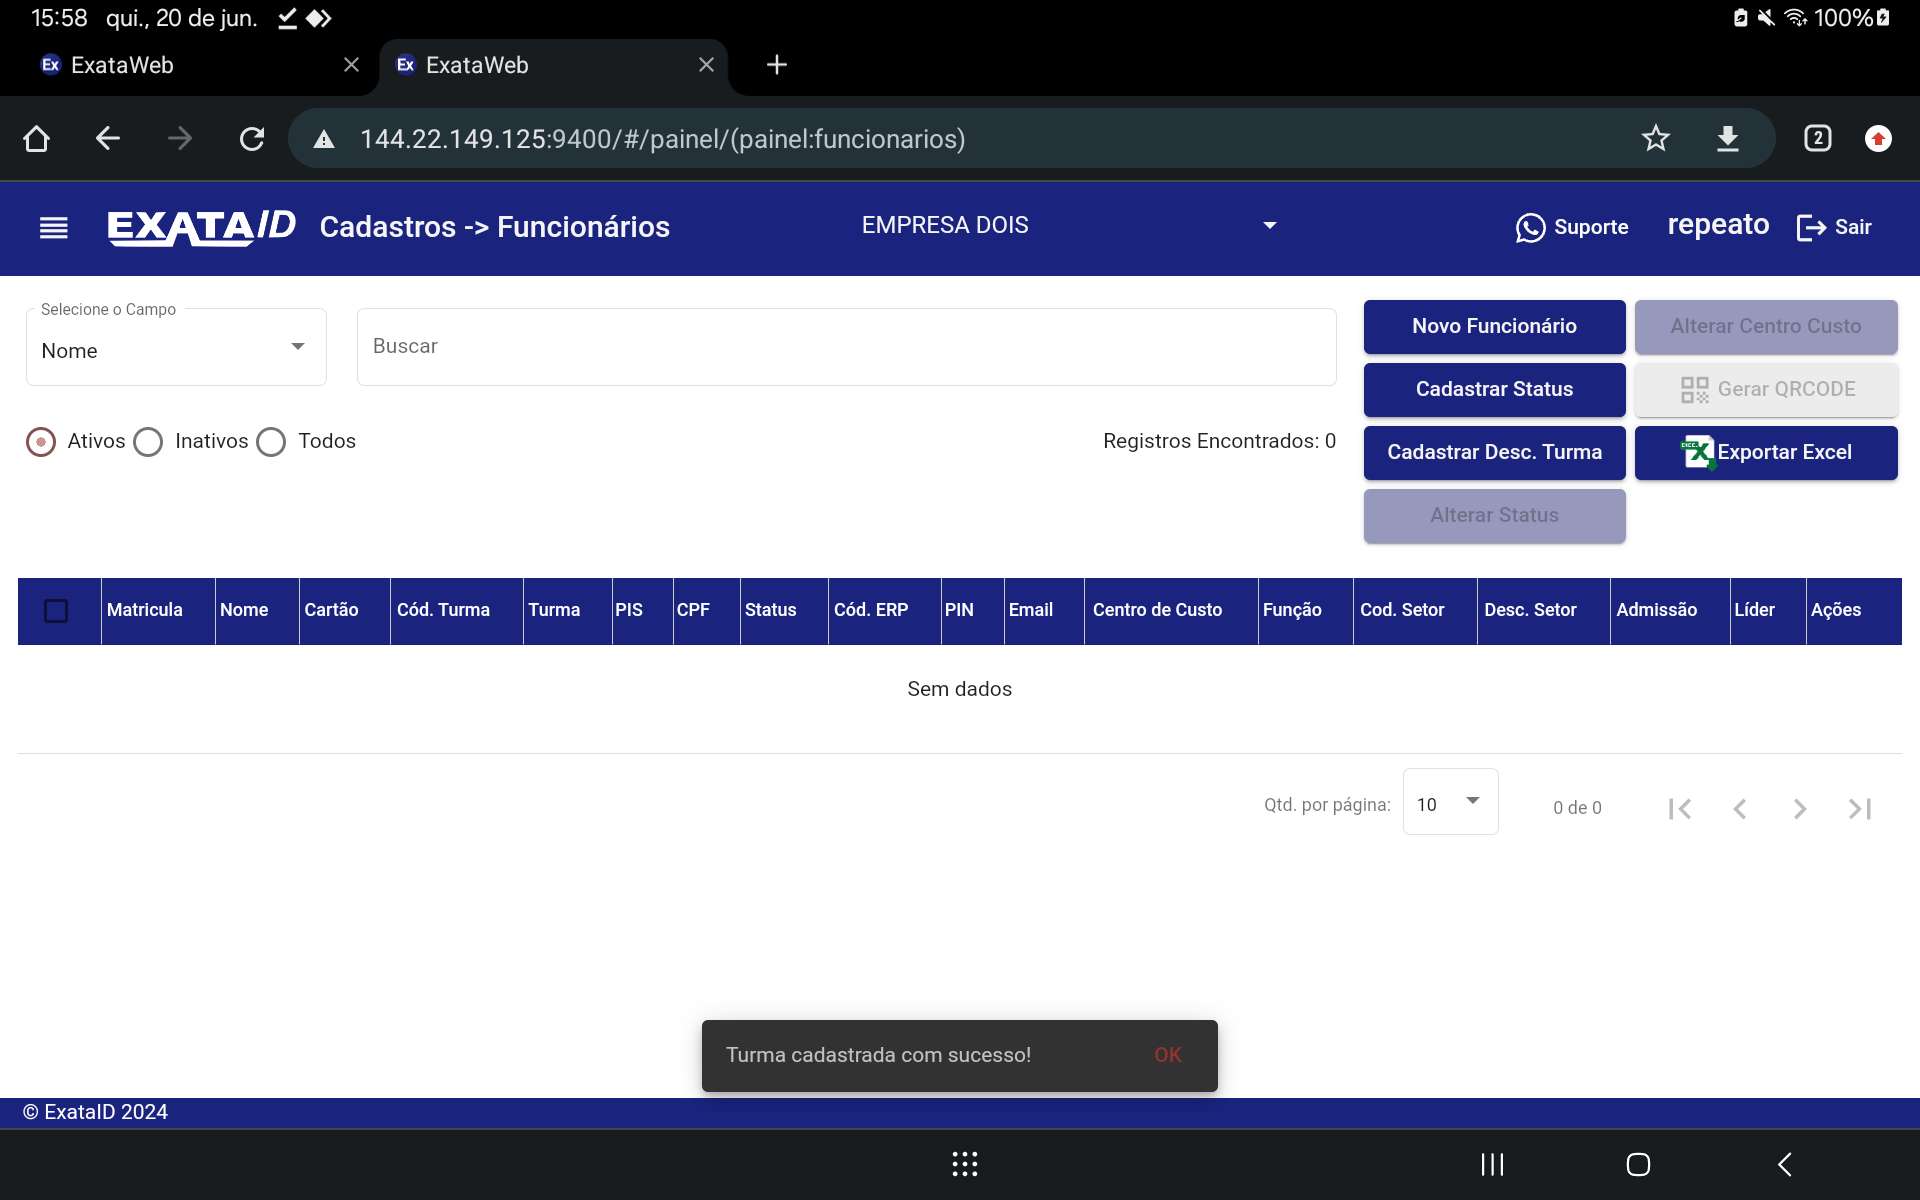 15:58 qui., 20 de jun. 100%
Ex ExataWeb Ex ExataWeb
144.22.149.125:9400/#/painel/(painel:funcionarios) 2
EXATA/D Cadastros -> Funcionários EMPRESA DOIS Suporte repeato Sair
Selecione o Campo
Nome
Buscar
Novo Funcionário Alterar Centro Custo
Cadastrar Status Gerar QRCODE
Ativos Inativos Todos Registros Encontrados: 0
Cadastrar Desc. Turma Exportar Excel
Alterar Status
Matricula Nome Cartão Cód. Turma Turma PIS CPF Status Cód. ERP PIN Email Centro de Custo Função Cod. Setor Desc. Setor Admissão Líder Ações
Sem dados
Qtd. por página: 10 0 de 0
Turma cadastrada com sucesso! OK
© ExataID 2024